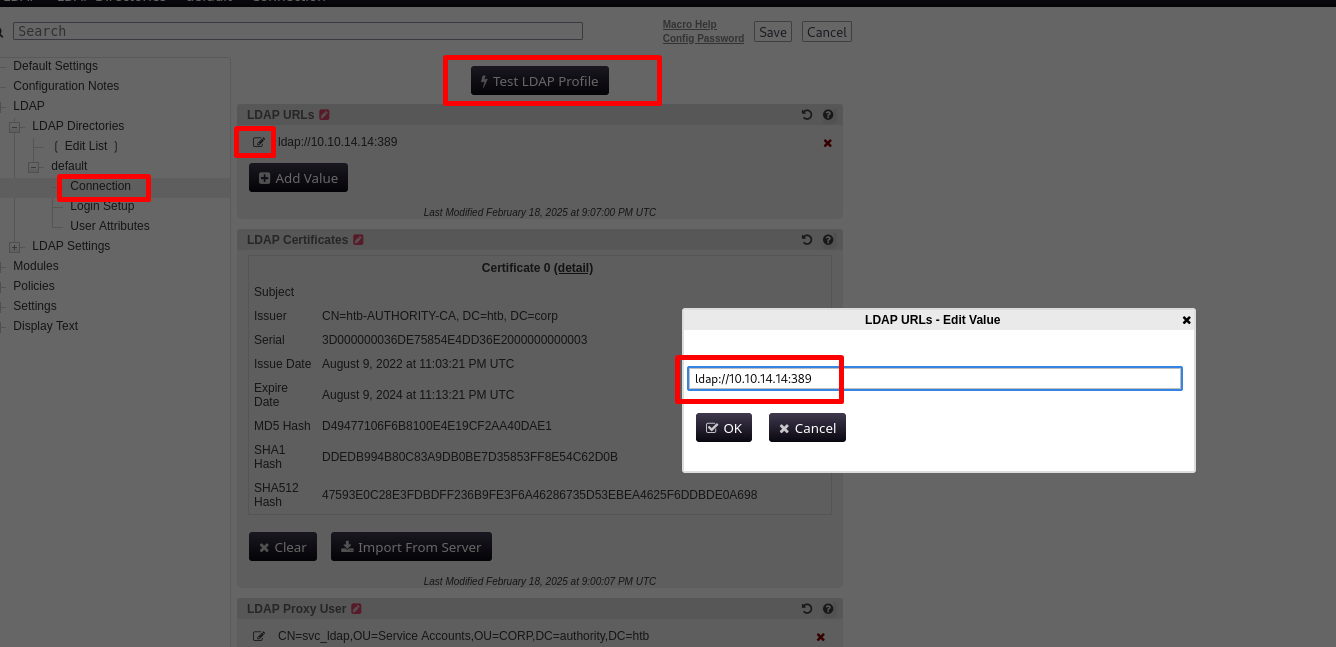 LDAP LDAP Directories default Connection
Search
Macro Help
Config Password
Save
Cancel
Default Settings
Configuration Notes
LDAP
LDAP Directories
[ Edit List ]
default
Connection
Login Setup
User Attributes
LDAP Settings
Modules
Policies
Settings
Display Text
Test LDAP Profile
LDAP URLs
ldap://10.10.14.14:389
Add Value
Last Modified February 18, 2025 at 9:07:00 PM UTC
LDAP Certificates
Certificate 0 (detail)
Subject
Issuer CN=htb-AUTHORITY-CA, DC=htb, DC=corp
Serial 3D000000036DE75854E4DD36E2000000000003
Issue Date August 9, 2022 at 11:03:21 PM UTC
Expire
Date August 9, 2024 at 11:13:21 PM UTC
MD5 Hash D49477106F6B8100E4E19CF2AA40DAE1
SHA1
Hash DDEDB994B80C83A9DB0BE7D35853FF8E54C62D0B
SHA512
Hash 47593E0C28E3FDBDFF236B9FE3F6A46286735D53EBEA4625F6DDBDE0A698
Clear
Import From Server
Last Modified February 18, 2025 at 9:00:07 PM UTC
LDAP Proxy User
CN=svc_ldap,OU=Service Accounts,OU=CORP,DC=authority,DC=htb
LDAP URLs - Edit Value
ldap://10.10.14.14:389
OK
Cancel